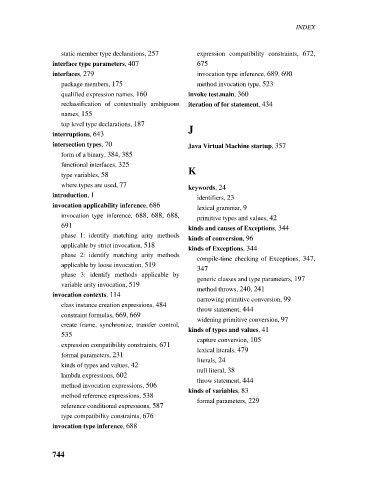 INDEX
static member type declarations, 257
interface type parameters, 407
interfaces, 279
package members, 175
qualified expression names, 160
reclassification of contextually ambiguous
names, 155
top level type declarations, 187
interruptions, 643
intersection types, 70
form of a binary, 384, 385
functional interfaces, 325
type variables, 58
where types are used, 77
introduction, 1
invocation applicability inference, 686
invocation type inference, 688, 688, 688,
691
phase 1: identify matching arity methods
applicable by strict invocation, 518
phase 2: identify matching arity methods
applicable by loose invocation, 519
phase 3: identify methods applicable by
variable arity invocation, 519
invocation contexts, 114
class instance creation expressions, 484
constraint formulas, 669, 669
create frame, synchronize, transfer control,
535
expression compatibility constraints, 671
formal parameters, 231
kinds of types and values, 42
lambda expressions, 602
method invocation expressions, 506
method reference expressions, 538
reference conditional expressions, 587
type compatibility constraints, 676
invocation type inference, 688
expression compatibility constraints, 672,
675
invocation type inference, 689, 690
method invocation type, 523
invoke test.main, 360
iteration of for statement, 434
J
Java Virtual Machine startup, 357
K
keywords, 24
identifiers, 23
lexical grammar, 9
primitive types and values, 42
kinds and causes of Exceptions, 344
kinds of conversion, 96
kinds of Exceptions, 344
compile-time checking of Exceptions, 347,
347
generic classes and type parameters, 197
method throws, 240, 241
narrowing primitive conversion, 99
throw statement, 444
widening primitive conversion, 97
kinds of types and values, 41
capture conversion, 105
lexical literals, 479
literals, 24
null literal, 38
throw statement, 444
kinds of variables, 83
formal parameters, 229
744